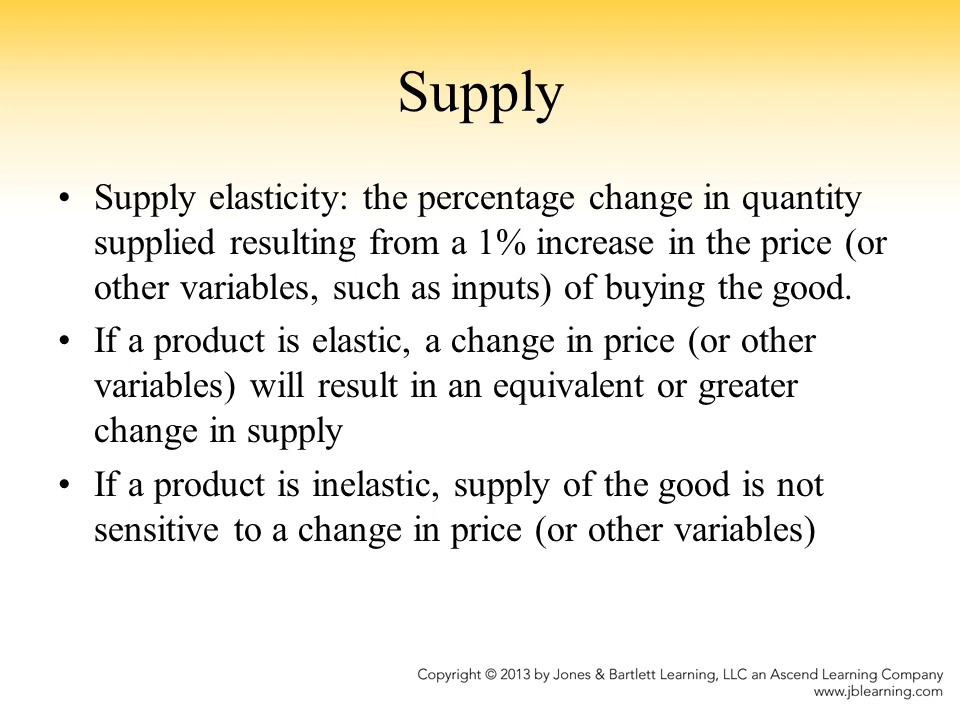 Supply
• Supply elasticity: the percentage change in quantity
supplied resulting from a 1% increase in the price (or
other variables, such as inputs) of buying the good.
• If a product is elastic, a change in price (or other
variables) will result in an equivalent or greater
change in supply
• If a product is inelastic, supply of the good is not
sensitive to a change in price (or other variables)
Copyright © 2013 by Jones & Bartlett Learning, LLC an Ascend Learning Company
www.jblearning.com